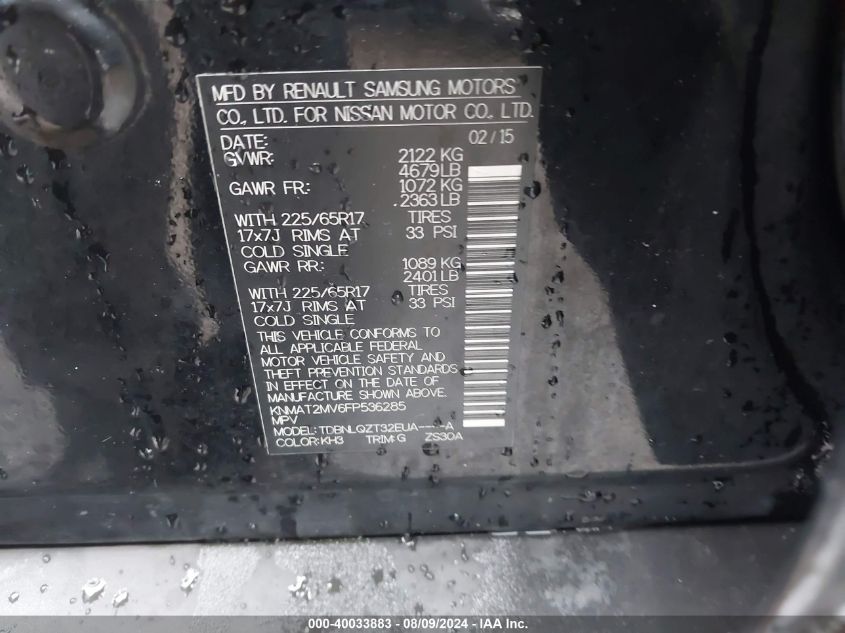 MFD BY RENAULT SAMSUNG MOTORS
CO., LTD. FOR NISSAN MOTOR CO., LTD.
DATE: 02/15
GVWR: 2122 KG
4679LB
GAWR FR: 1072 KG
2363 LB
WITH 225/65R17 TIRES
17x7J RIMS AT 33 PSI
COLD SINGLE
GAWR RR: 1089 KG
2401 LB
WITH 225/65R17 TIRES
17x7J RIMS AT 33 PSI
COLD SINGLE
THIS VEHICLE CONFORMS TO
ALL APPLICABLE FEDERAL
MOTOR VEHICLE SAFETY AND
THEFT PREVENTION STANDARDS
IN EFFECT ON THE DATE OF
MANUFACTURE SHOWN ABOVE.
KNMAT2MV6FP536285
MPV
MODEL: TDBNLQZT32EUA----A
COLOR: KH3 TRIM: G ZS30A
000-40033883 - 08/09/2024 - IAA Inc.